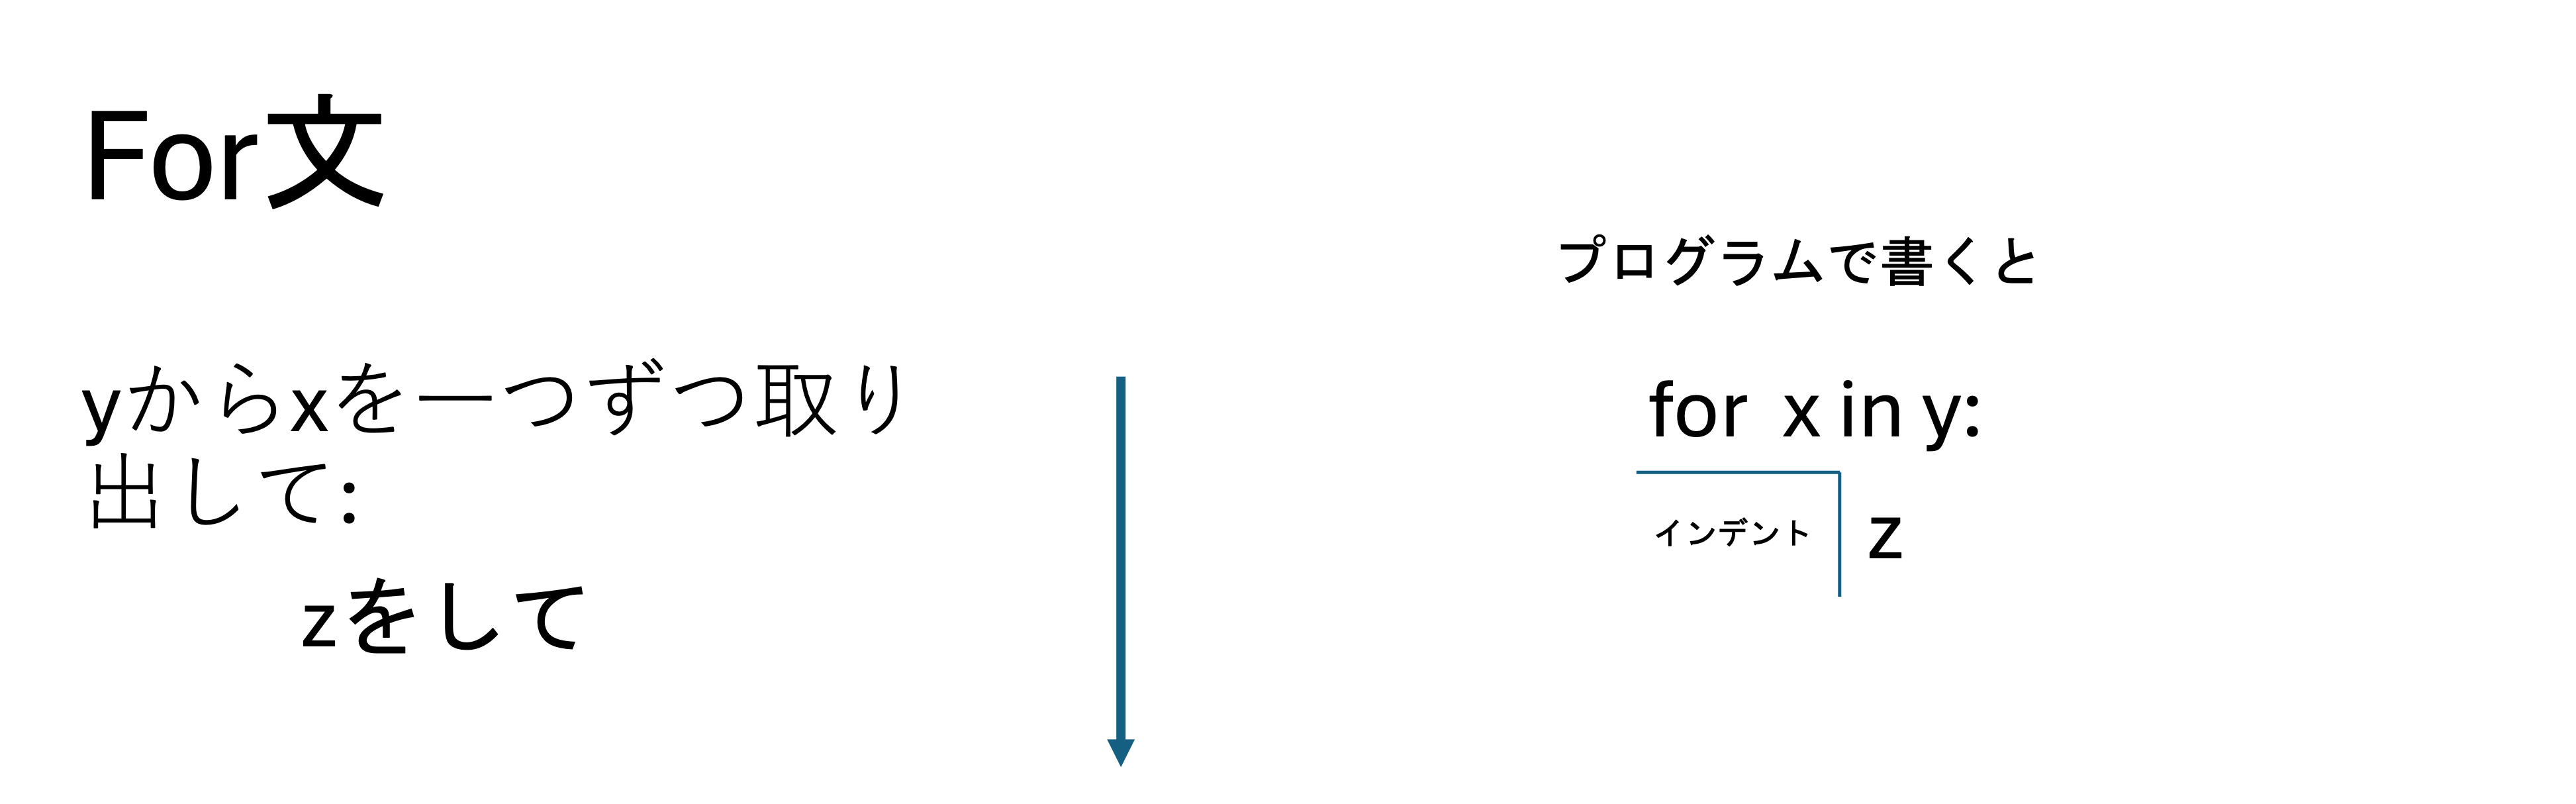 For文
yからxを一つずつ取り
出して:
zをして
プログラムで書くと
for x in y:
インデント
z